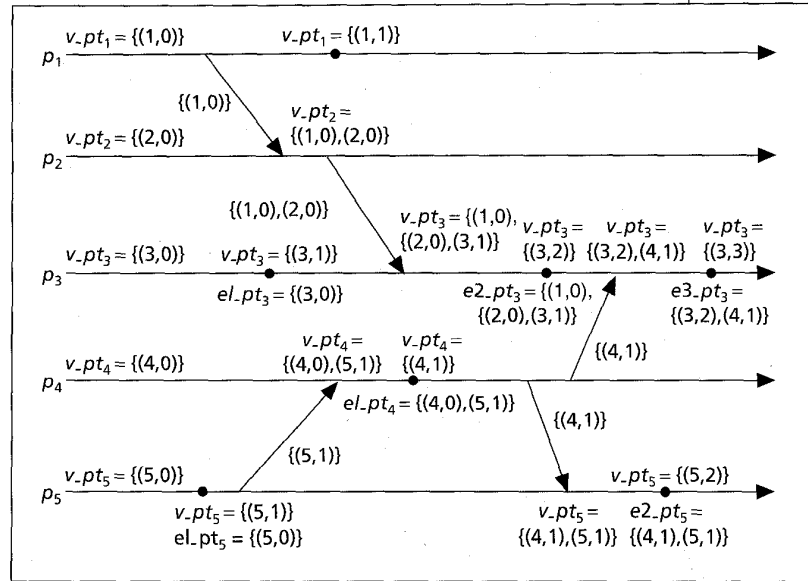 v_pt1 = {(1,0)} v_pt1 = {(1,1)}
p1
{(1,0)}
v_pt2 =
v_pt2 = {(2,0)} {(1,0),(2,0)}
p2
{(1,0),(2,0)}
v_pt3 = {(1,0), v_pt3 = v_pt3 =
v_pt3 =
v_pt3 = {(3,0)} v_pt3 = {(3,1)} {(2,0),(3,1)} {(3,2)} {(3,2),(4,1)} {(3,3)}
p3
el_pt3 = {(3,0)} e2_pt3 = {(1,0), e3_pt3 =
{(2,0),(3,1)} {(3,2),(4,1)}
v_pt4 = v_pt4 =
v_pt4 = {(4,0)} {(4,0),(5,1)} {(4,1)} {(4,1)}
p4
el_pt4 = {(4,0),(5,1)} {(4,1)}
{(5,1)}
v_pt5 = {(5,0)} v_pt5 = {(5,2)}
p5
v_pt5 = {(5,1)} v_pt5 = e2_pt5 =
el_pt5 = {(5,0)} {(4,1),(5,1)} {(4,1),(5,1)}